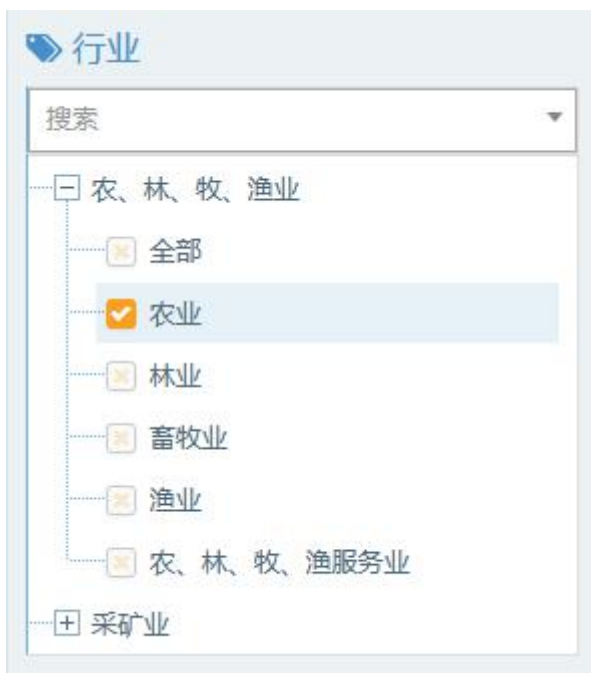 行业
搜索
农、林、牧、渔业
全部
农业
林业
畜牧业
渔业
农、林、牧、渔服务业
采矿业